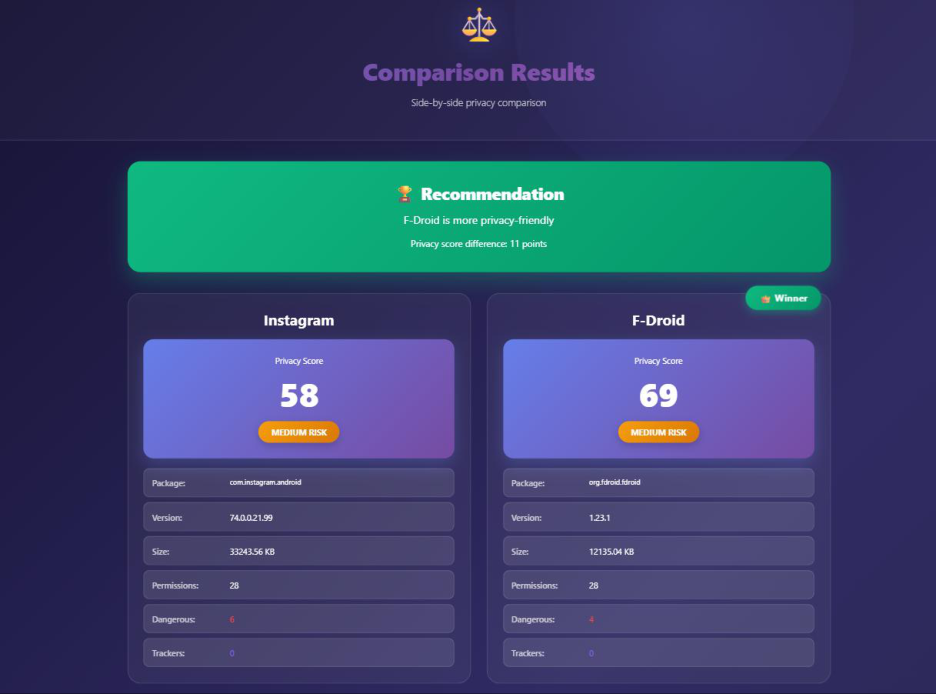 Comparison Results
Side-by-side privacy comparison
Recommendation
F-Droid is more privacy-friendly
Privacy score difference: 11 points
Instagram
Privacy Score
58
MEDIUM RISK
Package: com.instagram.android
Version: 74.0.0.21.99
Size: 33243.56 KB
Permissions: 28
Dangerous: 6
Trackers: 0
Winner
F-Droid
Privacy Score
69
MEDIUM RISK
Package: org.fdroid.fdroid
Version: 1.23.1
Size: 12135.04 KB
Permissions: 28
Dangerous: 4
Trackers: 0